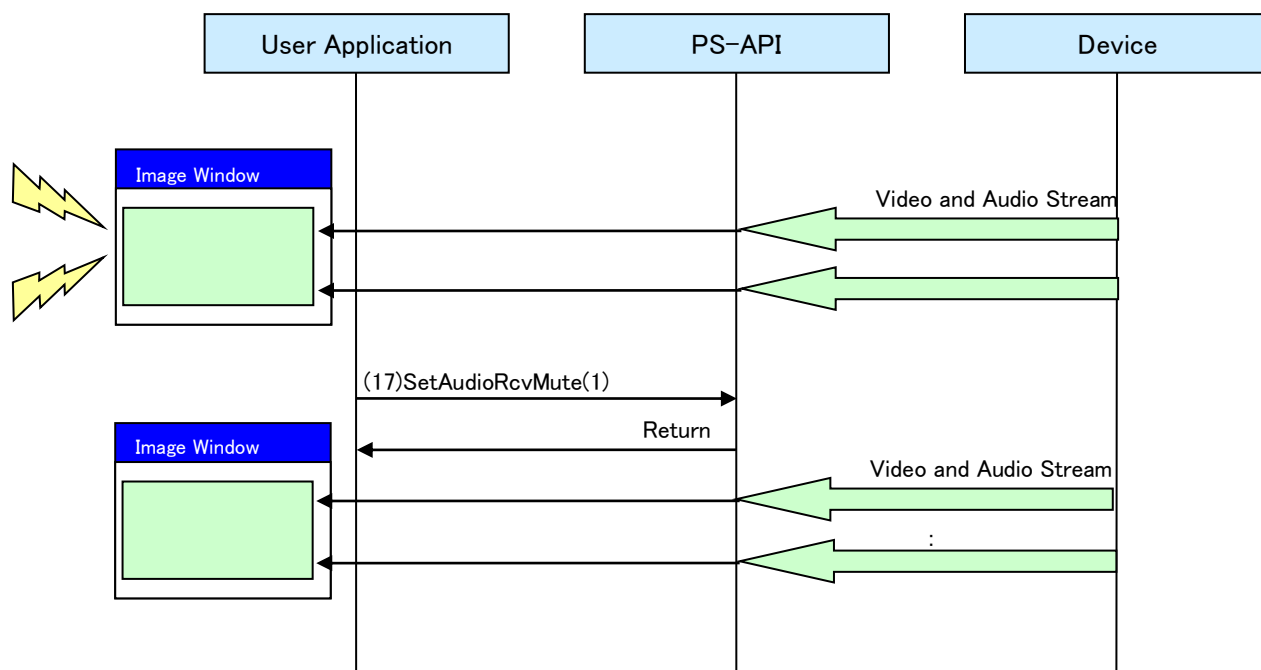 User Application
PS-API
Device
Image Window
Video and Audio Stream
(17)SetAudioRcvMute(1)
Return
Image Window
Video and Audio Stream
: